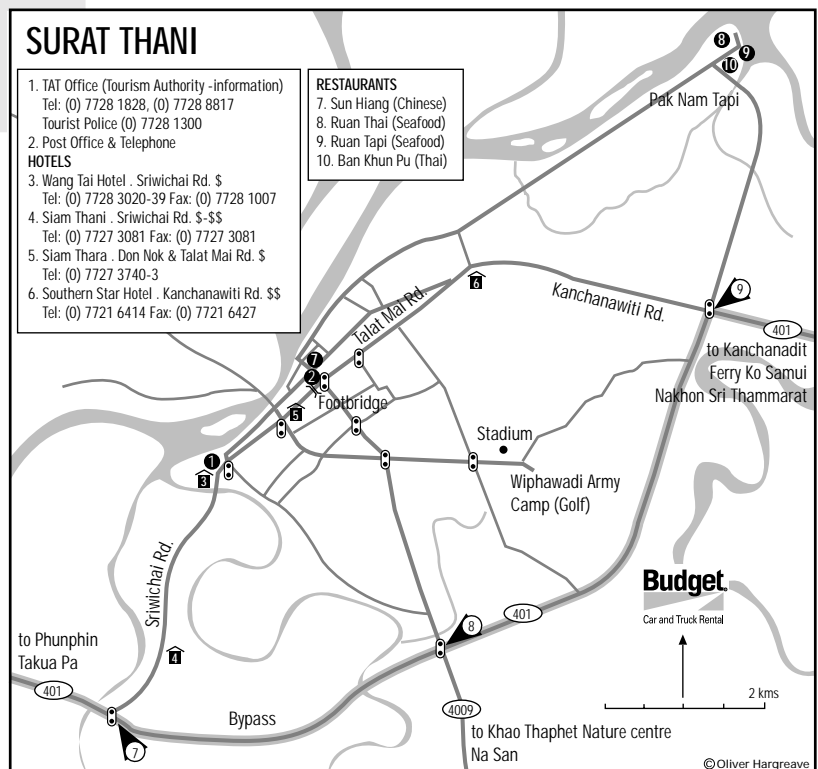 SURAT THANI
1. TAT Office (Tourism Authority -information)
Tel: (0) 7728 1828, (0) 7728 8817
Tourist Police (0) 7728 1300
2. Post Office & Telephone
HOTELS
3. Wang Tai Hotel . Sriwichai Rd. $
Tel: (0) 7728 3020-39 Fax: (0) 7728 1007
4. Siam Thani . Sriwichai Rd. $-$$
Tel: (0) 7727 3081 Fax: (0) 7727 3081
5. Siam Thara . Don Nok & Talat Mai Rd. $
Tel: (0) 7727 3740-3
6. Southern Star Hotel . Kanchanawiti Rd. $$
Tel: (0) 7721 6414 Fax: (0) 7721 6427
RESTAURANTS
7. Sun Hiang (Chinese)
8. Ruan Thai (Seafood)
9. Ruan Tapi (Seafood)
10. Ban Khun Pu (Thai)
8
9
10
Pak Nam Tapi
6
Kanchanawiti Rd.
9
401
to Kanchanadit
Ferry Ko Samui
Nakhon Sri Thammarat
Talat Mai Rd.
7
2
Footbridge
5
Stadium
1
3
Wiphawadi Army
Camp (Golf)
Sriwichai Rd.
Budget
Car and Truck Rental
401
8
4
to Phunphin
Takua Pa
401
2 kms
4009
Bypass
to Khao Thaphet Nature centre
Na San
7
©Oliver Hargreave